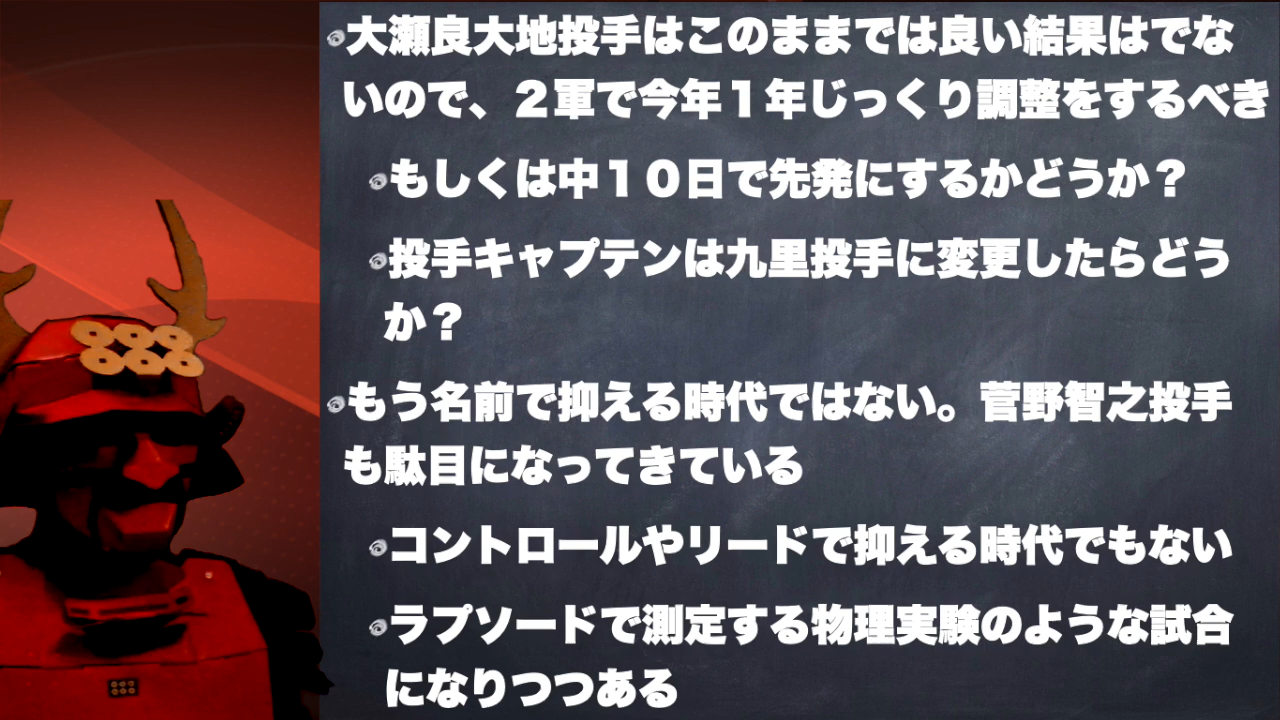 大瀬良大地投手はこのままでは良い結果はでな
いので、２軍で今年１年じっくり調整をするべき
もしくは中１０日で先発にするかどうか？
投手キャプテンは九里投手に変更したらどう
か？
もう名前で抑える時代ではない。菅野智之投手
も駄目になってきている
コントロールやリードで抑える時代でもない
ラプソードで測定する物理実験のような試合
になりつつある